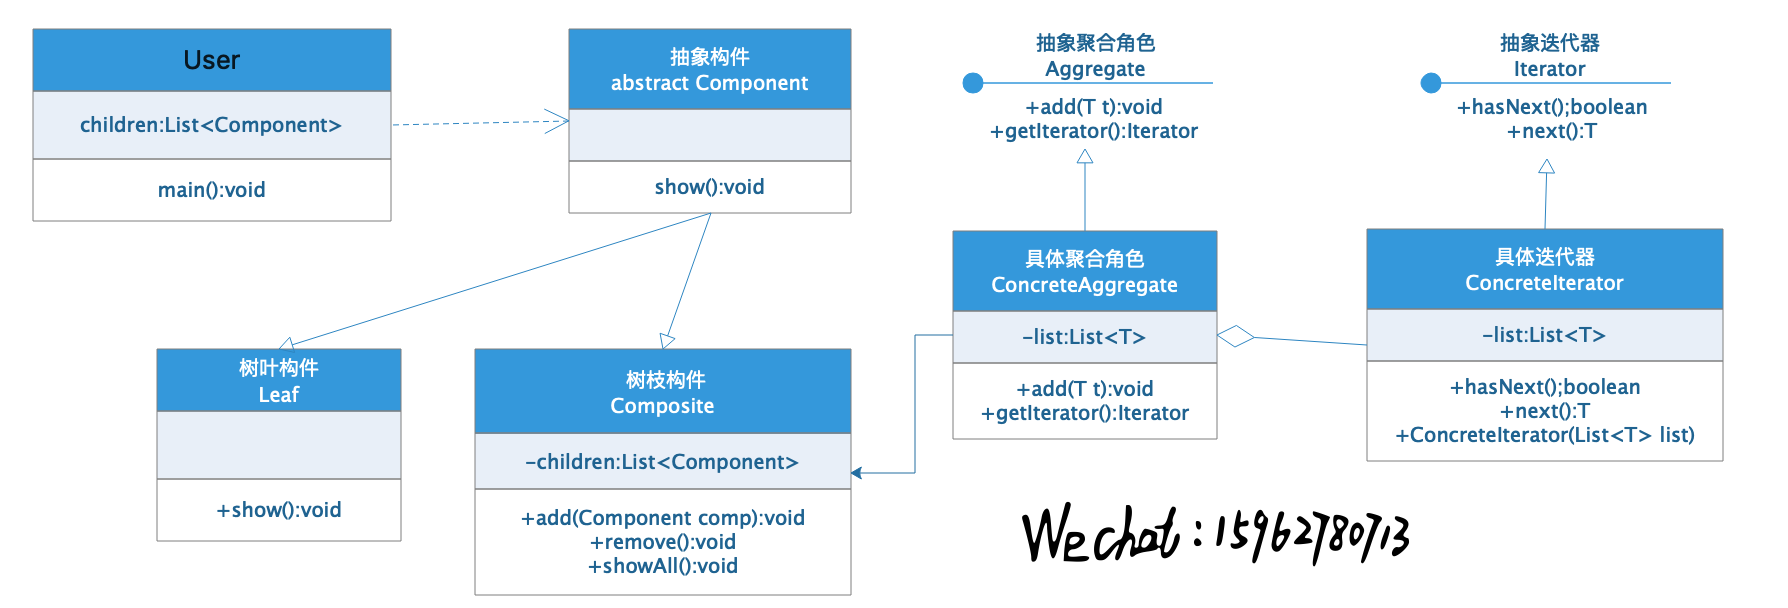 User
children:List<Component>
main():void
抽象构件
abstract Component
show():void
树叶构件
Leaf
+show():void
树枝构件
Composite
-children:List<Component>
+add(Component comp):void
+remove():void
+showAll():void
抽象聚合角色
Aggregate
+add(T t):void
+getIterator():Iterator
具体聚合角色
ConcreteAggregate
-list:List<T>
+add(T t):void
+getIterator():Iterator
抽象迭代器
Iterator
+hasNext();boolean
+next():T
具体迭代器
ConcreteIterator
-list:List<T>
+hasNext();boolean
+next():T
+ConcreteIterator(List<T> list)
Wechat:15962780713